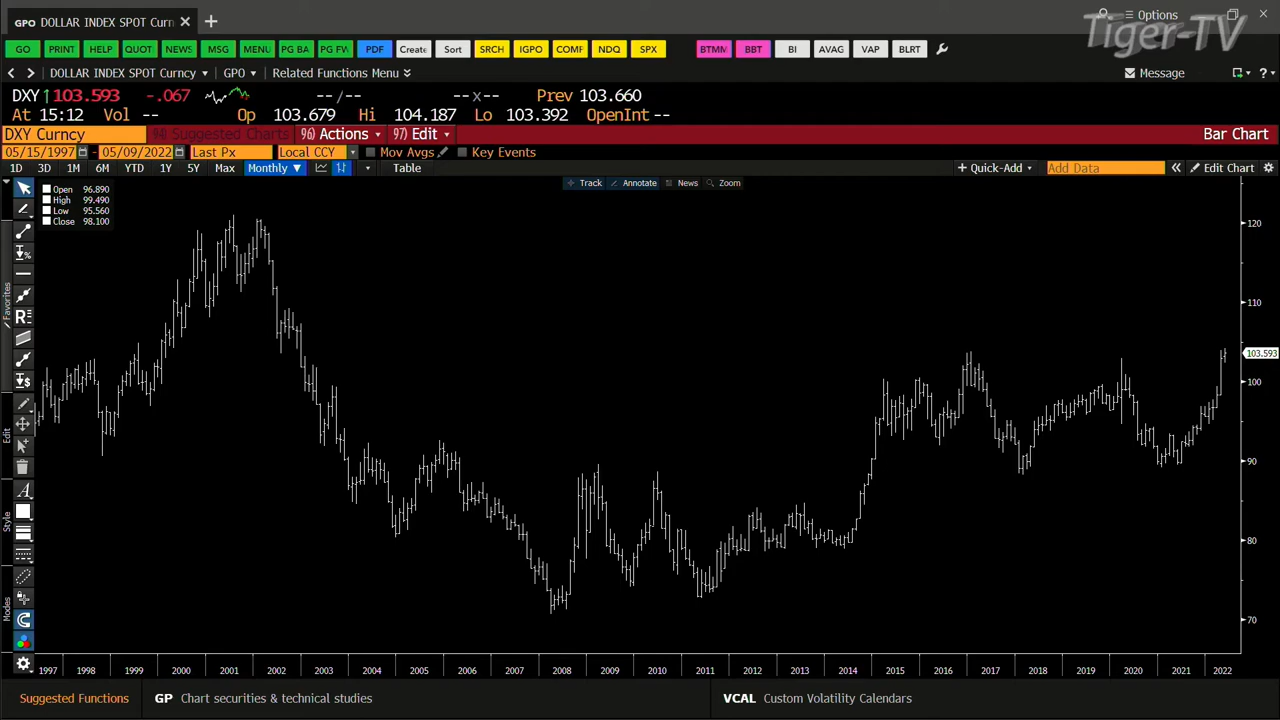 GPO DOLLAR INDEX SPOT Curn
Options
Tiger-TV
GO PRINT HELP QUOT NEWS MSG MENU PG BA PG FV PDF Create Sort SRCH IGPO COMF NDQ SPX BTMM BBT BI AVAG VAP BLRT
DOLLAR INDEX SPOT Curncy GPO Related Functions Menu Message ?
DXY ↑103.593 -.067 --/-- --x-- Prev 103.660
At 15:12 Vol -- Op 103.679 Hi 104.187 Lo 103.392 OpenInt --
DXY Curncy 94) Suggested Charts 96) Actions 97) Edit Bar Chart
05/15/1997 - 05/09/2022 Last Px Local CCY Mov Avgs Key Events
1D 3D 1M 6M YTD 1Y 5Y Max Monthly ▼ Table + Quick-Add Add Data « Edit Chart
Track Annotate News Zoom
Open 96.890
High 99.490
Low 95.560
Close 98.100
Favorites
Edit
Style
Modes
120
110
103.593
100
90
80
70
1997 1998 1999 2000 2001 2002 2003 2004 2005 2006 2007 2008 2009 2010 2011 2012 2013 2014 2015 2016 2017 2018 2019 2020 2021 2022
Suggested Functions GP Chart securities & technical studies VCAL Custom Volatility Calendars